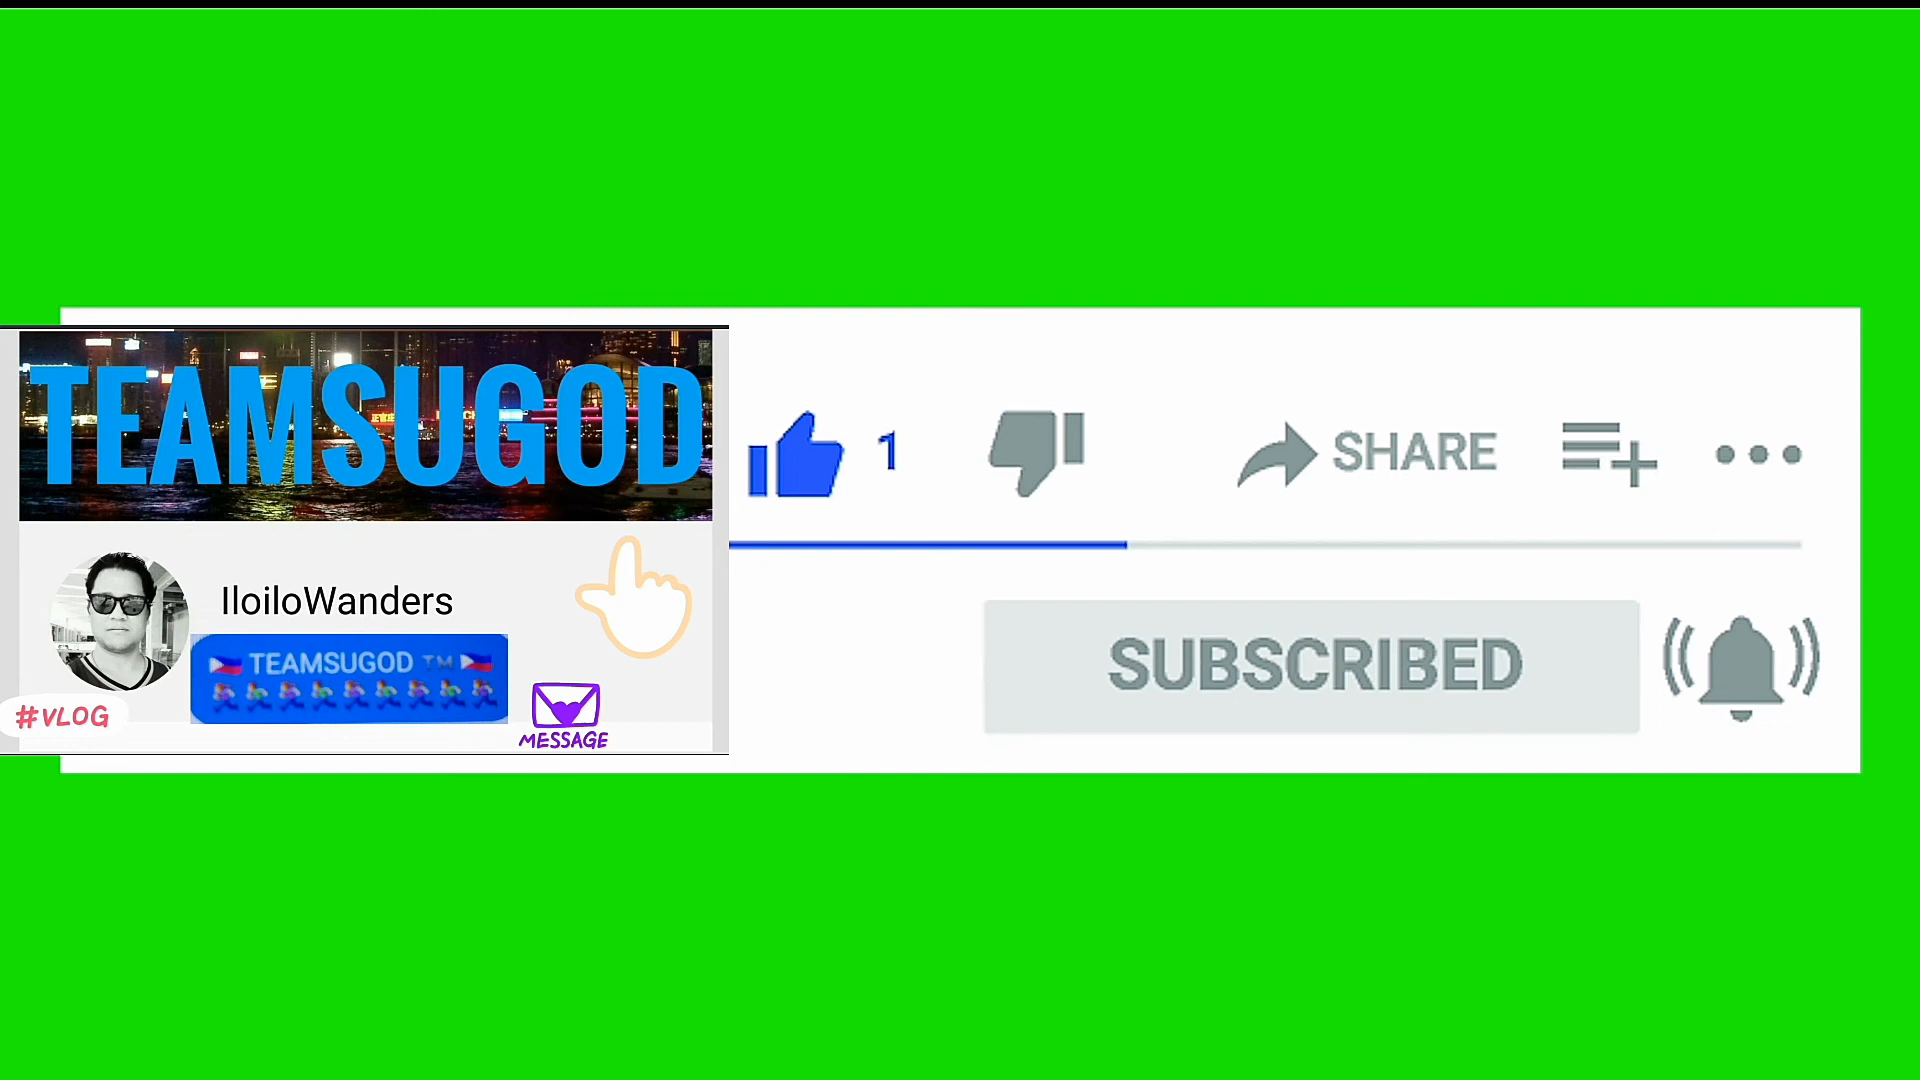 TEAMSUGOD
1
SHARE
IloiloWanders
TEAMSUGOD TM
SUBSCRIBED
#VLOG
MESSAGE